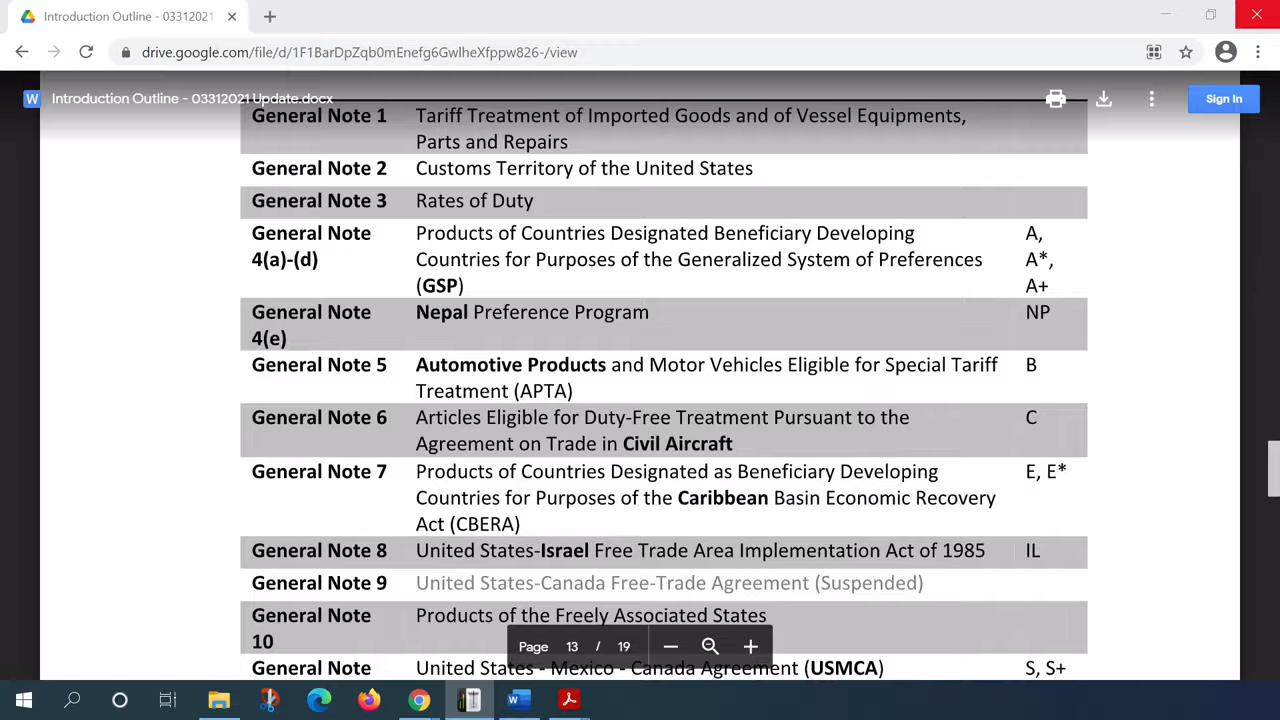 Introduction Outline - 03312021
drive.google.com/file/d/1F1BarDpZqb0mEnefg6GwlheXfppw826-/view
W Introduction Outline - 03312021 Update.docx
Sign In
General Note 1 Tariff Treatment of Imported Goods and of Vessel Equipments,
Parts and Repairs
General Note 2 Customs Territory of the United States
General Note 3 Rates of Duty
General Note Products of Countries Designated Beneficiary Developing A,
4(a)-(d) Countries for Purposes of the Generalized System of Preferences A*,
(GSP) A+
General Note Nepal Preference Program NP
4(e)
General Note 5 Automotive Products and Motor Vehicles Eligible for Special Tariff B
Treatment (APTA)
General Note 6 Articles Eligible for Duty-Free Treatment Pursuant to the C
Agreement on Trade in Civil Aircraft
General Note 7 Products of Countries Designated as Beneficiary Developing E, E*
Countries for Purposes of the Caribbean Basin Economic Recovery
Act (CBERA)
General Note 8 United States-Israel Free Trade Area Implementation Act of 1985 IL
General Note 9 United States-Canada Free-Trade Agreement (Suspended)
General Note Products of the Freely Associated States
10
Page 13 / 19
General Note United States - Mexico - Canada Agreement (USMCA) S, S+